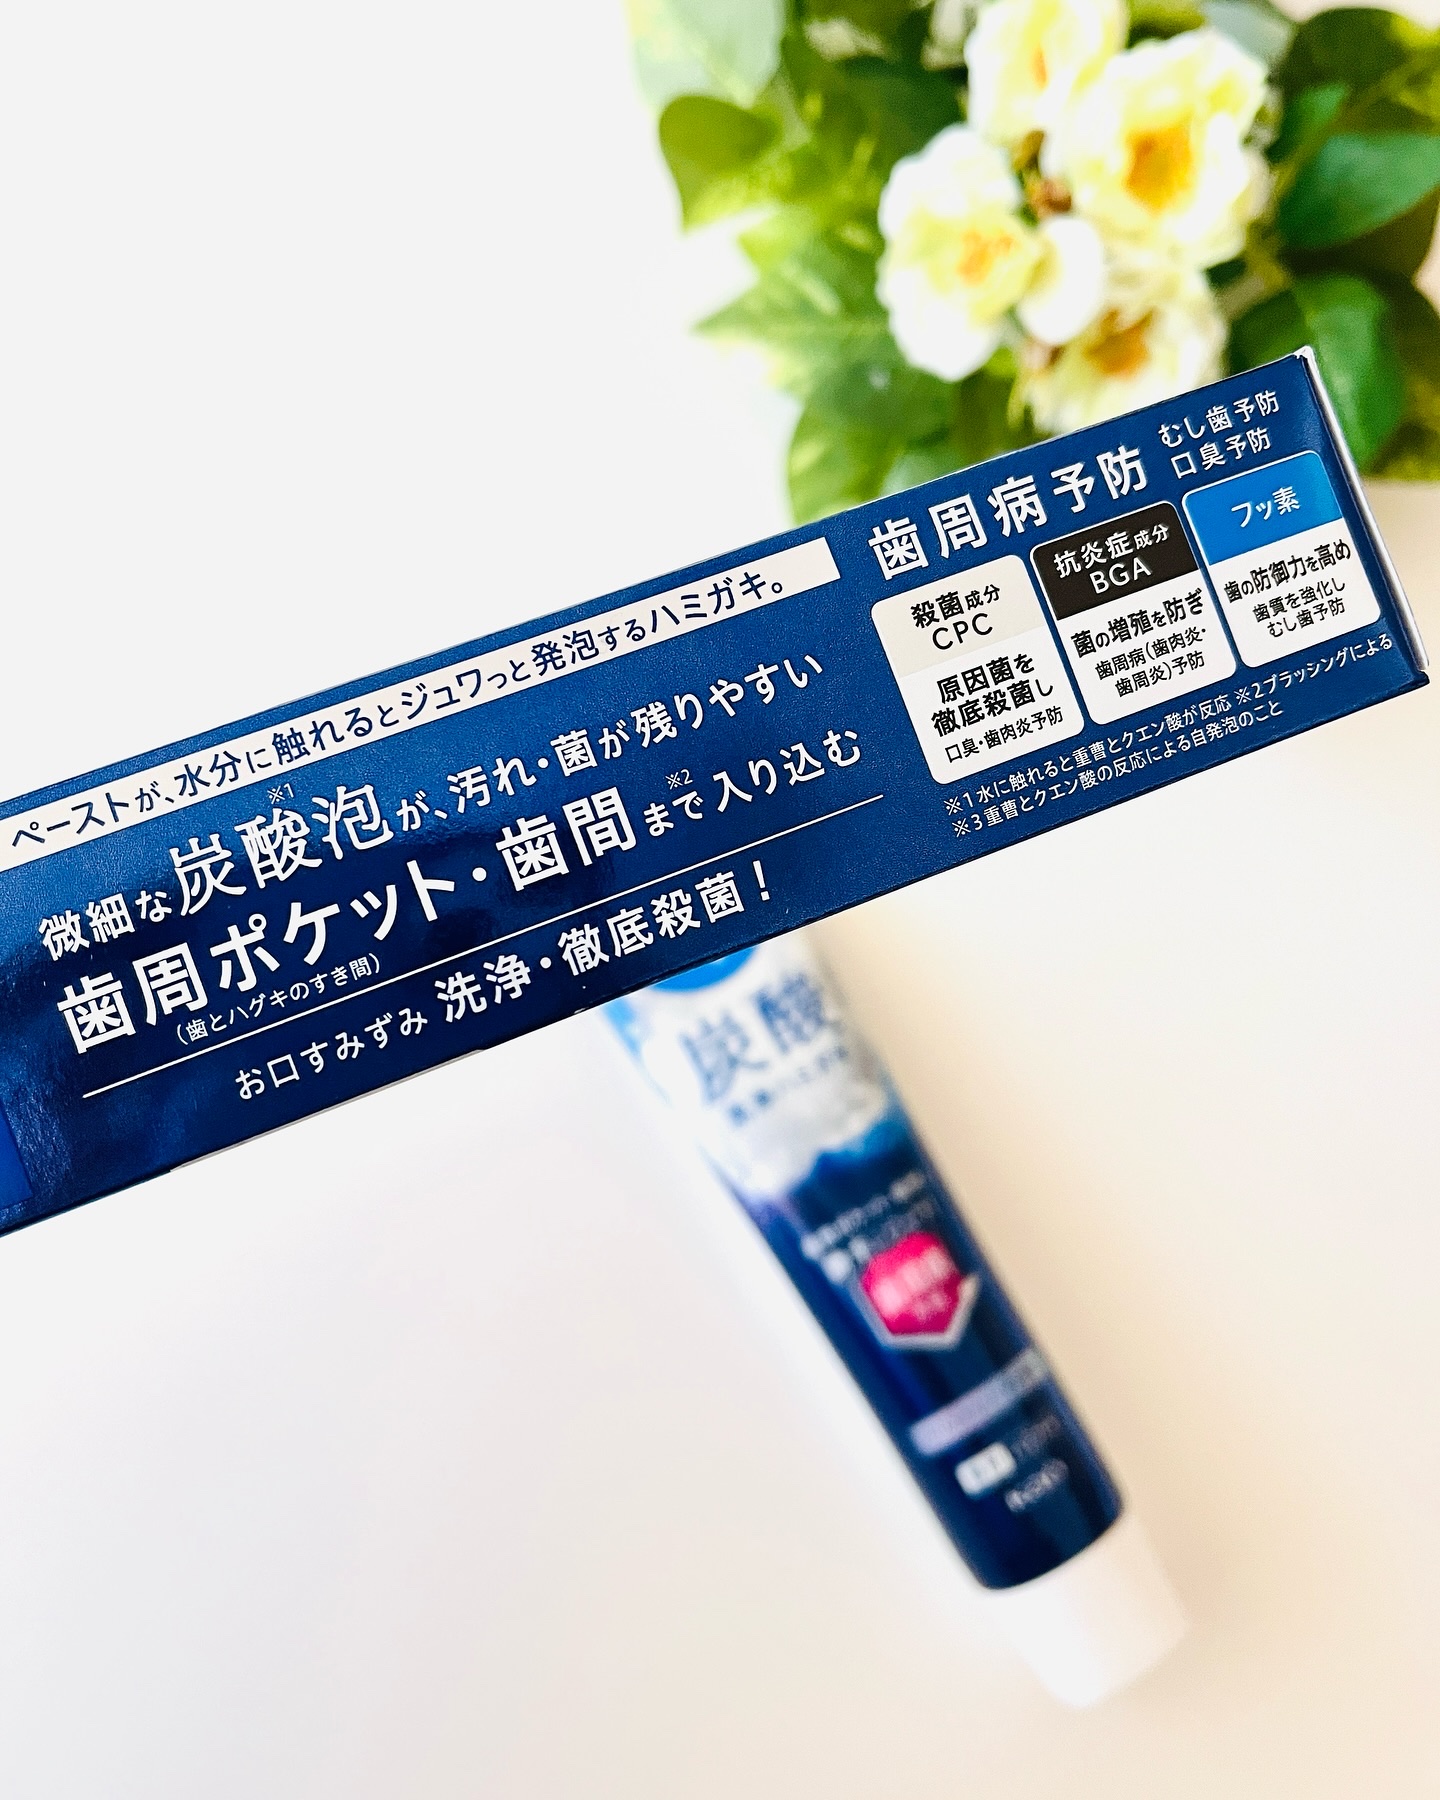 ペーストが、水分に触れるとジュワっと発泡するハミガキ。
微細な炭酸泡※1が、汚れ・菌が残りやすい
歯周ポケット・歯間まで※2入り込む
(歯とハグキのすき間)
お口すみずみ 洗浄・徹底殺菌！
歯周病予防
むし歯予防
口臭予防
殺菌成分
CPC
原因菌を
徹底殺菌し
口臭・歯肉炎予防
抗炎症成分
BGA
菌の増殖を防ぎ
歯周病(歯肉炎・
歯周炎)予防
フッ素
歯の防御力を高め
歯質を強化し
むし歯予防
※1水に触れると重曹とクエン酸が反応 ※2ブラッシングによる
※3重曹とクエン酸の反応による自発泡のこと
炭酸